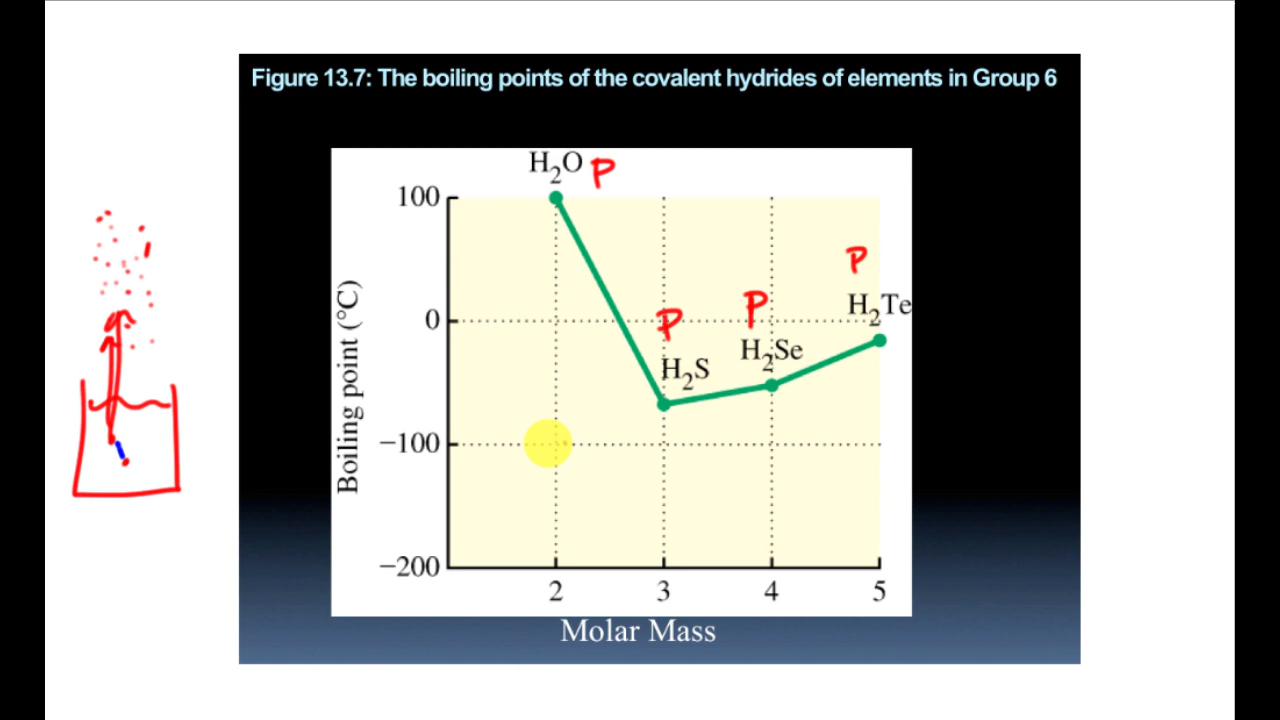 Figure 13.7: The boiling points of the covalent hydrides of elements in Group 6
H₂O P
100
P
H₂Te
P
P
0
H₂Se
H₂S
Boiling point (°C)
−100
−200
2 3 4 5
Molar Mass